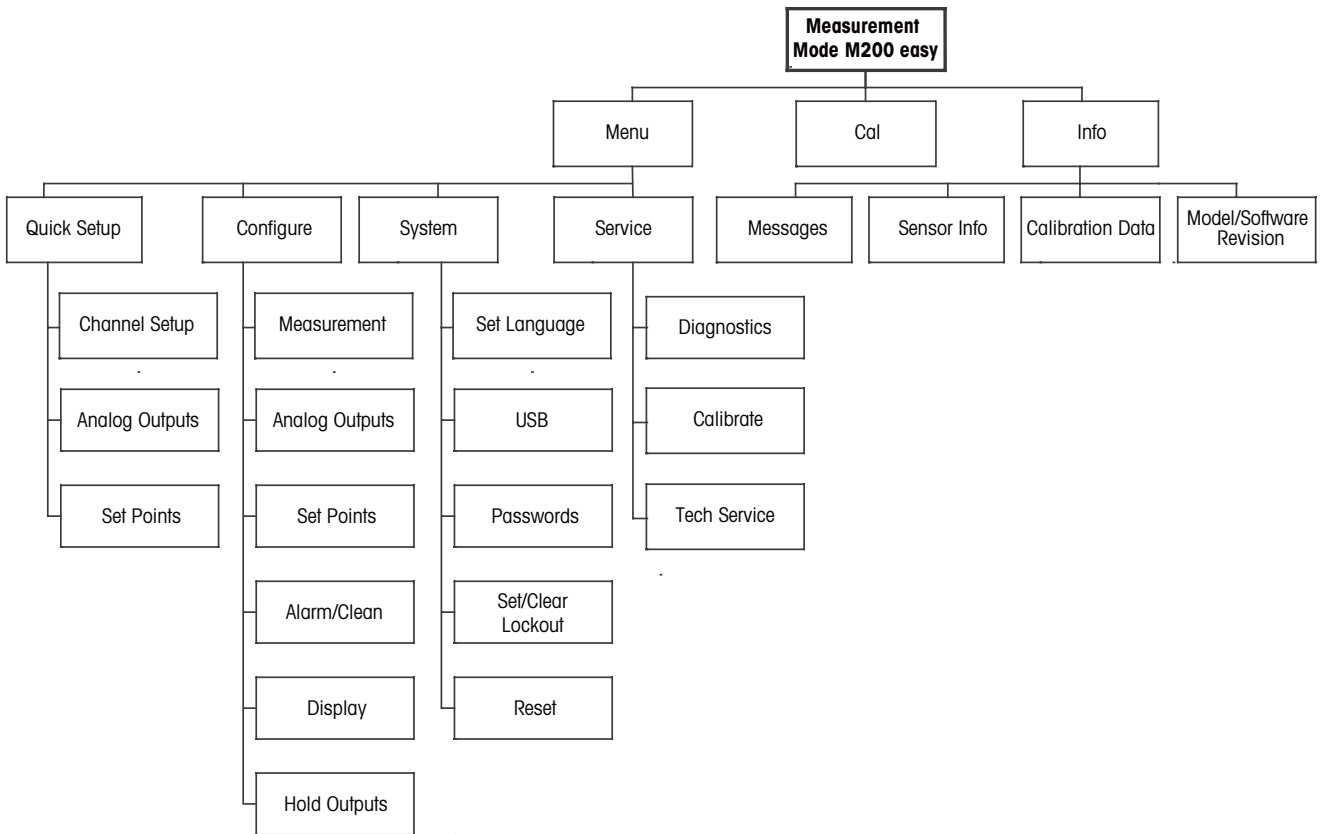 Measurement
Mode M200 easy
Menu
Cal
Info
Quick Setup
Configure
System
Service
Messages
Sensor Info
Calibration Data
Model/Software
Revision
Channel Setup
Measurement
Set Language
Diagnostics
Analog Outputs
Analog Outputs
USB
Calibrate
Set Points
Set Points
Passwords
Tech Service
Alarm/Clean
Set/Clear
Lockout
Display
Reset
Hold Outputs